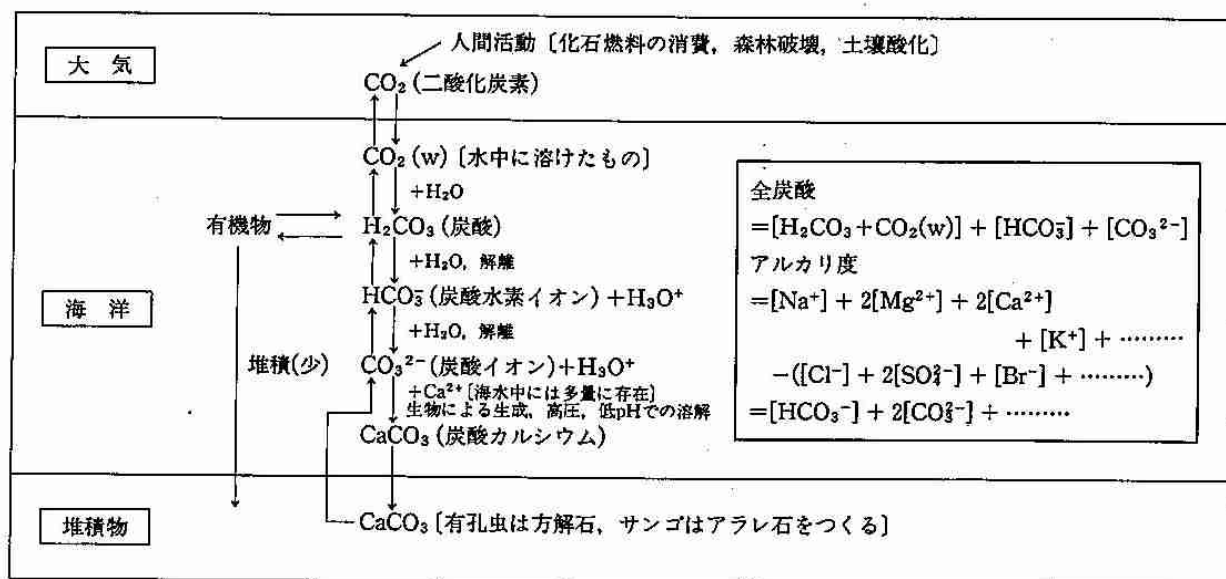 人間活動〔化石燃料の消費, 森林破壊, 土壌酸化〕
大 気
CO₂ (二酸化炭素)
CO₂ (w)〔水中に溶けたもの〕
+H₂O
有機物
H₂CO₃ (炭酸)
+H₂O, 解離
HCO₃⁻ (炭酸水素イオン) + H₃O⁺
海 洋
+H₂O, 解離
堆積(少)
CO₃²⁻ (炭酸イオン)+H₃O⁺
+Ca²⁺〔海水中には多量に存在〕
生物による生成, 高圧, 低pHでの溶解
CaCO₃ (炭酸カルシウム)
全炭酸
=[H₂CO₃+CO₂(w)] + [HCO₃⁻] + [CO₃²⁻]
アルカリ度
=[Na⁺] + 2[Mg²⁺] + 2[Ca²⁺]
+ [K⁺] + ………
−([Cl⁻] + 2[SO₄²⁻] + [Br⁻] + ………)
=[HCO₃⁻] + 2[CO₃²⁻] + ………
堆積物
CaCO₃〔有孔虫は方解石, サンゴはアラレ石をつくる〕